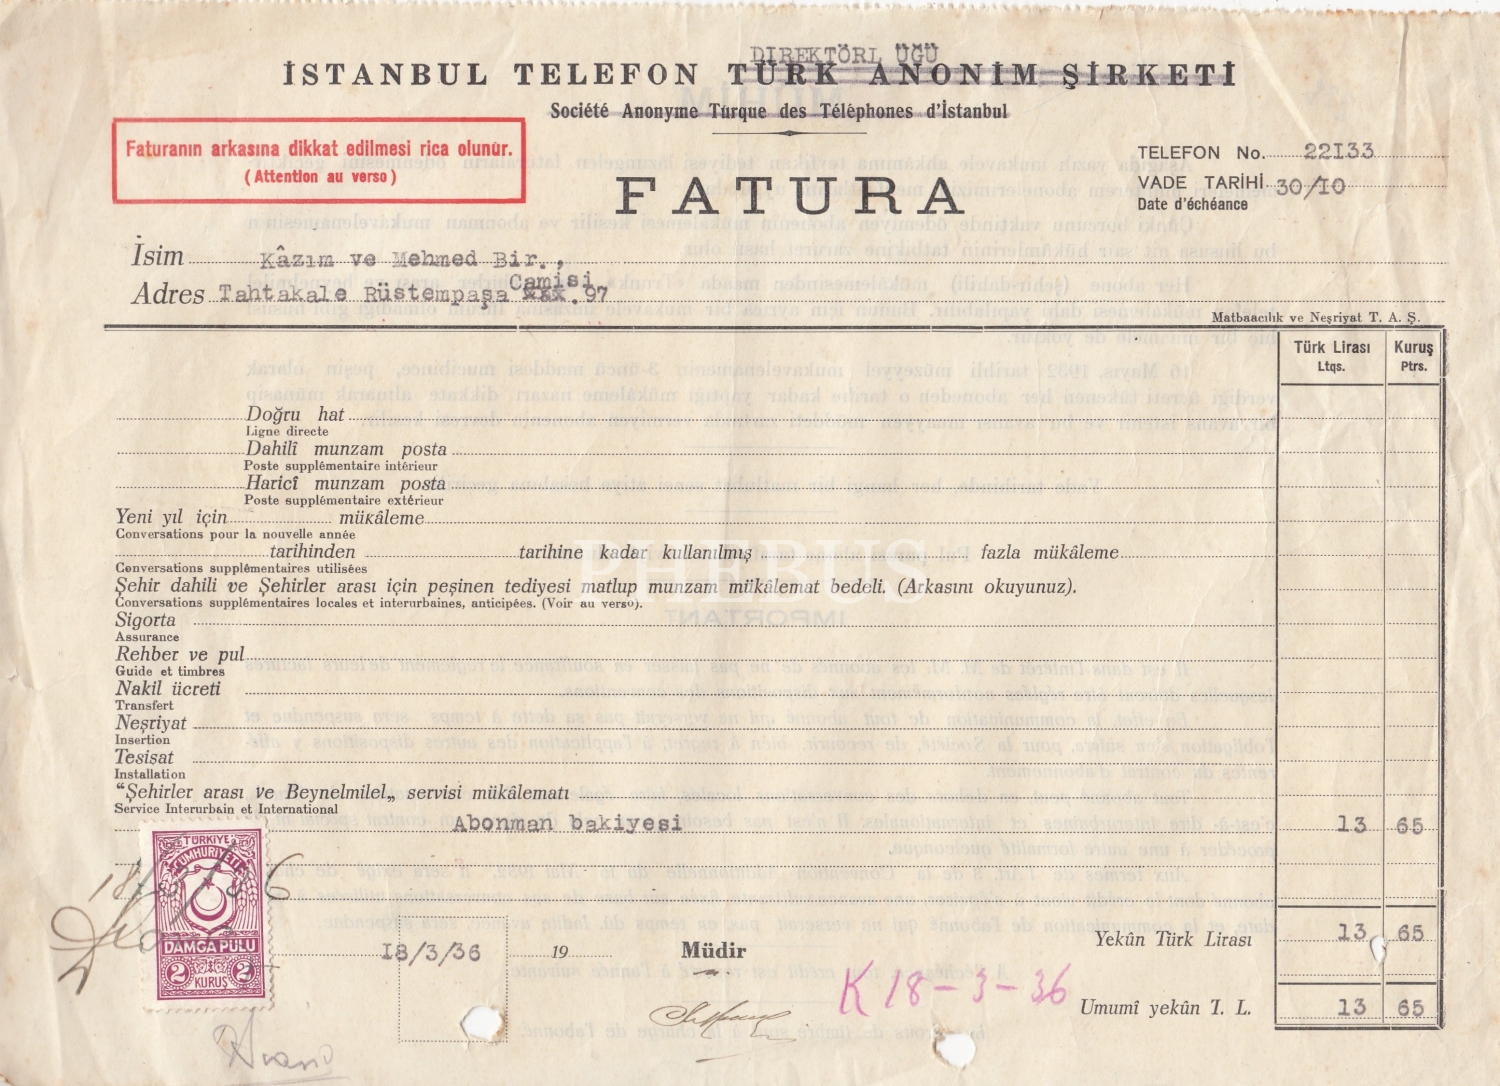 DIREKTÖRLÜĞÜ
İSTANBUL TELEFON TÜRK ANONİM ŞİRKETİ
Société Anonyme Turque des Téléphones d'İstanbul
Faturanın arkasına dikkat edilmesi rica olunur.
(Attention au verso)
FATURA
TELEFON No. 22133
VADE TARİHİ 30/10
Date d'échéance
İsim Kâzım ve Mehmed Bir.,
Adres Tahtakale Rüstempaşa Camisi xxx. 97
Matbaacılık ve Neşriyat T. A. Ş.
Türk Lirası Kuruş
Ltqs. Ptrs.
Doğru hat
Ligne directe
Dahilî munzam posta
Poste supplémentaire intérieur
Haricî munzam posta
Poste supplémentaire extérieur
Yeni yıl için mükâleme
Conversations pour la nouvelle année
tarihinden tarihine kadar kullanılmış fazla mükâleme
Conversations supplémentaires utilisées
Şehir dahili ve Şehirler arası için peşinen tediyesi matlup munzam mükâlemat bedeli. (Arkasını okuyunuz).
Conversations supplémentaires locales et interurbaines, anticipées. (Voir au verso).
PHEBUS
Sigorta
Assurance
Rehber ve pul
Guide et timbres
Nakil ücreti
Transfert
Neşriyat
Insertion
Tesişat
Installation
“Şehirler arası ve Beynelmilel„ servisi mükâlematı
Service Interurbain et International
Abonman bakiyesi 13 65
TÜRKİYE
CUMHURİYETİ
DAMGA PULU
2 KURUŞ 2
18/3/36 19
Müdir
K 18-3-36
Yekûn Türk Lirası 13 65
Umumî yekûn T. L. 13 65